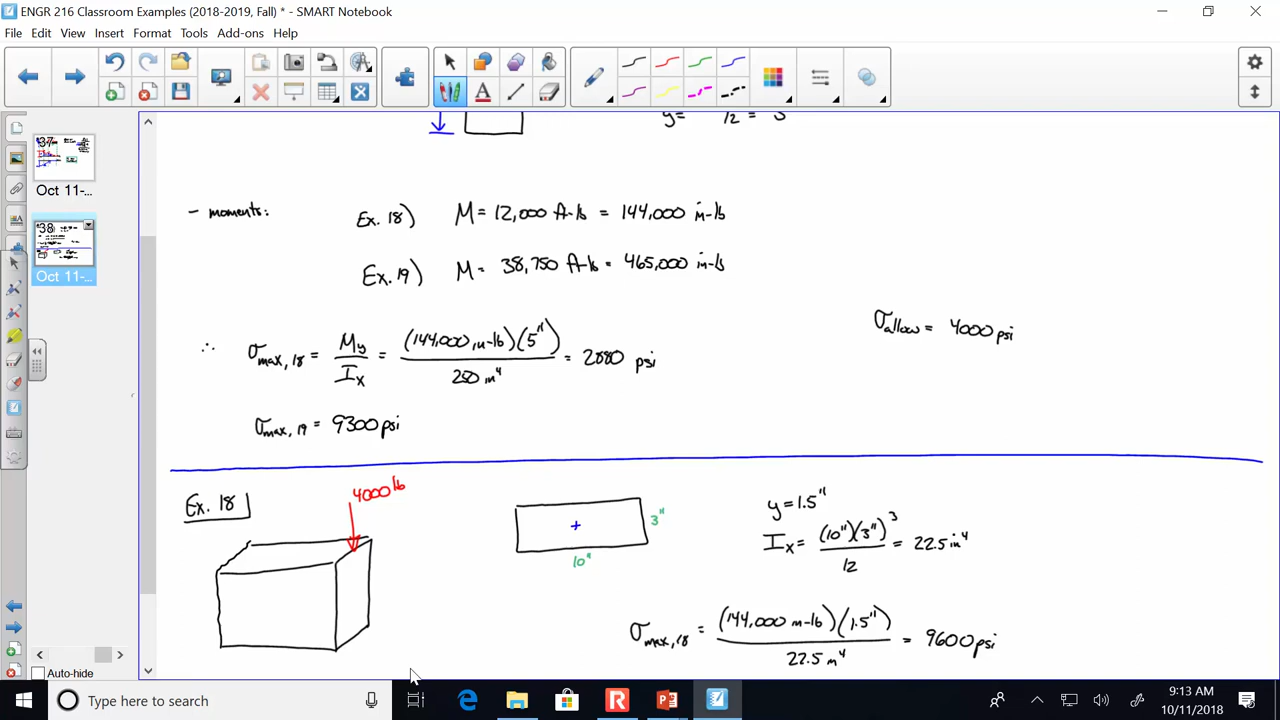 ENGR 216 Classroom Examples (2018-2019, Fall) * - SMART Notebook
File Edit View Insert Format Tools Add-ons Help
y= /12 = 3
37
Oct 11-...
38
Oct 11-...
- moments:
Ex. 18) M = 12,000 ft-lb = 144,000 in-lb
Ex. 19) M = 38,750 ft-lb = 465,000 in-lb
σallow = 4000 psi
∴ σmax,18 = My/Ix = (144,000 in-lb)(5")/250 in⁴ = 2880 psi
σmax,19 = 9300 psi
Ex. 18
4000 lb
3"
10"
y = 1.5"
Ix = (10")(3")³/12 = 22.5 in⁴
σmax,18 = (144,000 in-lb)(1.5")/22.5 in⁴ = 9600 psi
Auto-hide
Type here to search
9:13 AM
10/11/2018